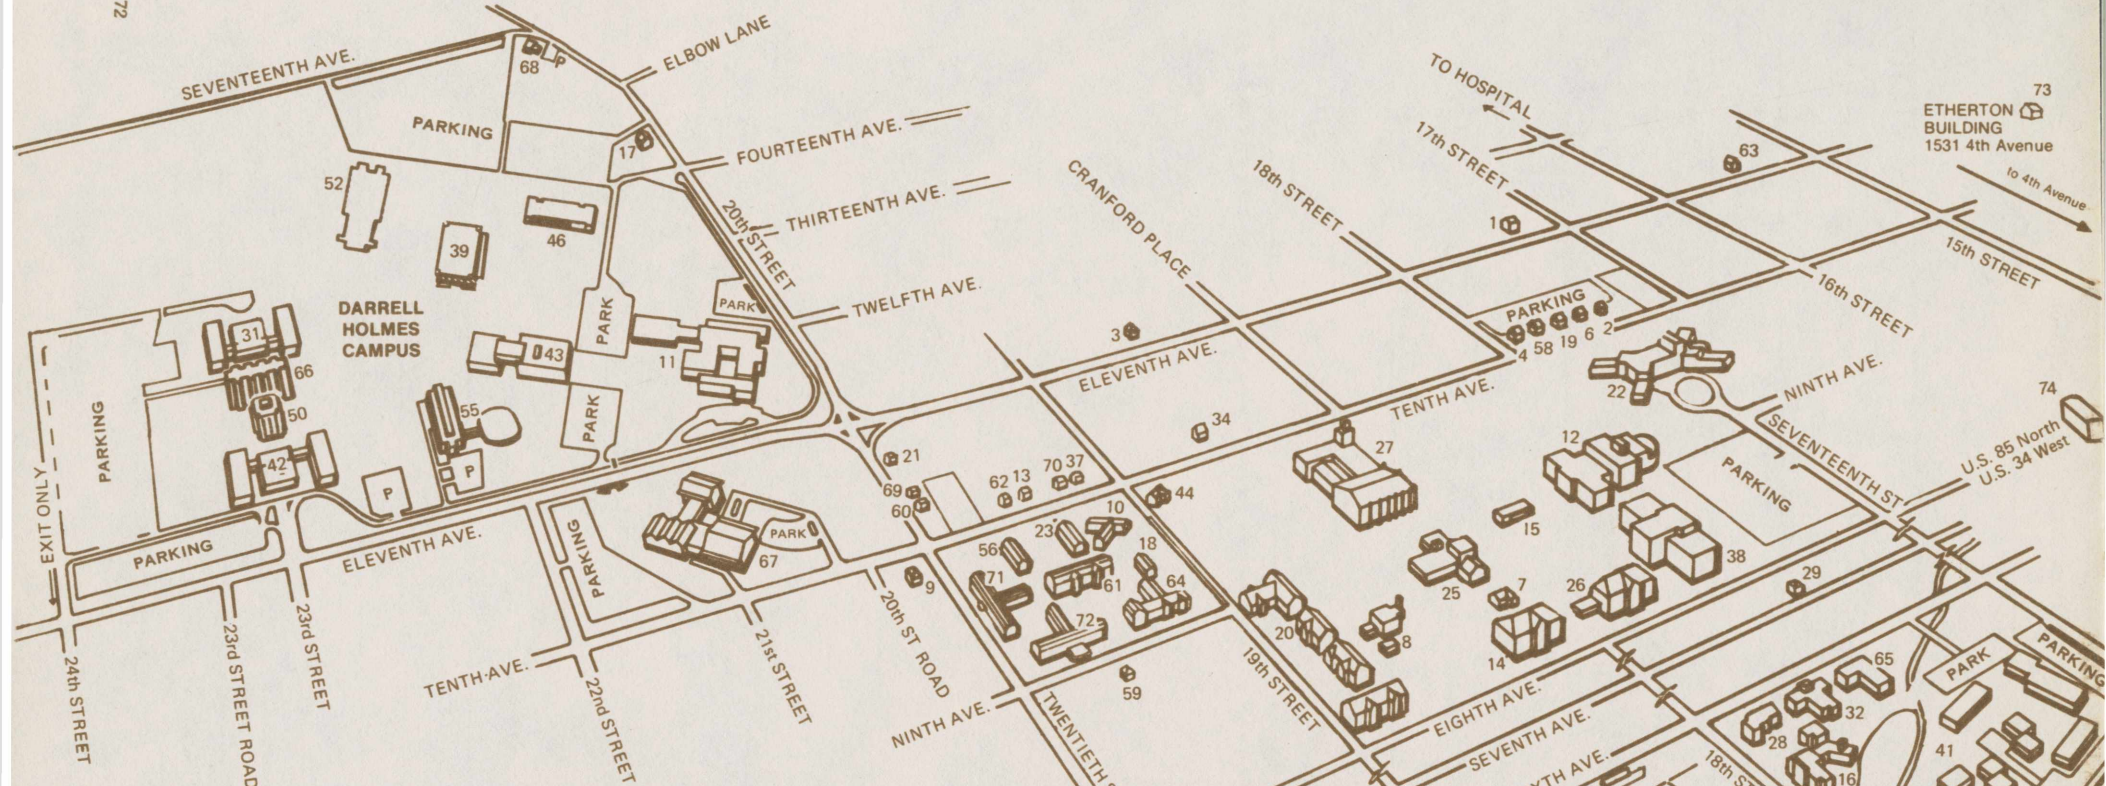 72
SEVENTEENTH AVE.
68
P
ELBOW LANE
PARKING
17
FOURTEENTH AVE.
THIRTEENTH AVE.
20th STREET
TWELFTH AVE.
52
39
46
DARRELL
HOLMES
CAMPUS
31
66
50
42
43
55
11
PARK
PARK
PARK
P
P
PARKING
EXIT ONLY
PARKING
ELEVENTH AVE.
24th STREET
23rd STREET ROAD
23rd STREET
TENTH AVE.
22nd STREET
PARKING
67
PARK
21st STREET
20th ST ROAD
NINTH AVE.
TWENTIETH S
CRANFORD PLACE
18th STREET
17th STREET
TO HOSPITAL
3
ELEVENTH AVE.
34
TENTH AVE.
1
63
73
ETHERTON
BUILDING
1531 4th Avenue
to 4th Avenue
15th STREET
16th STREET
PARKING
4 58 19 6 2
22
NINTH AVE.
SEVENTEENTH ST
74
U.S. 85 North
U.S. 34 West
21
69
60
62
13
70
37
44
9
10
23
56
71
18
61
64
72
59
27
12
15
PARKING
38
25
7
26
29
20
8
14
19th STREET
EIGHTH AVE.
SEVENTH AVE.
XTH AVE.
18th ST
65
32
28
16
41
PARK
PARKING